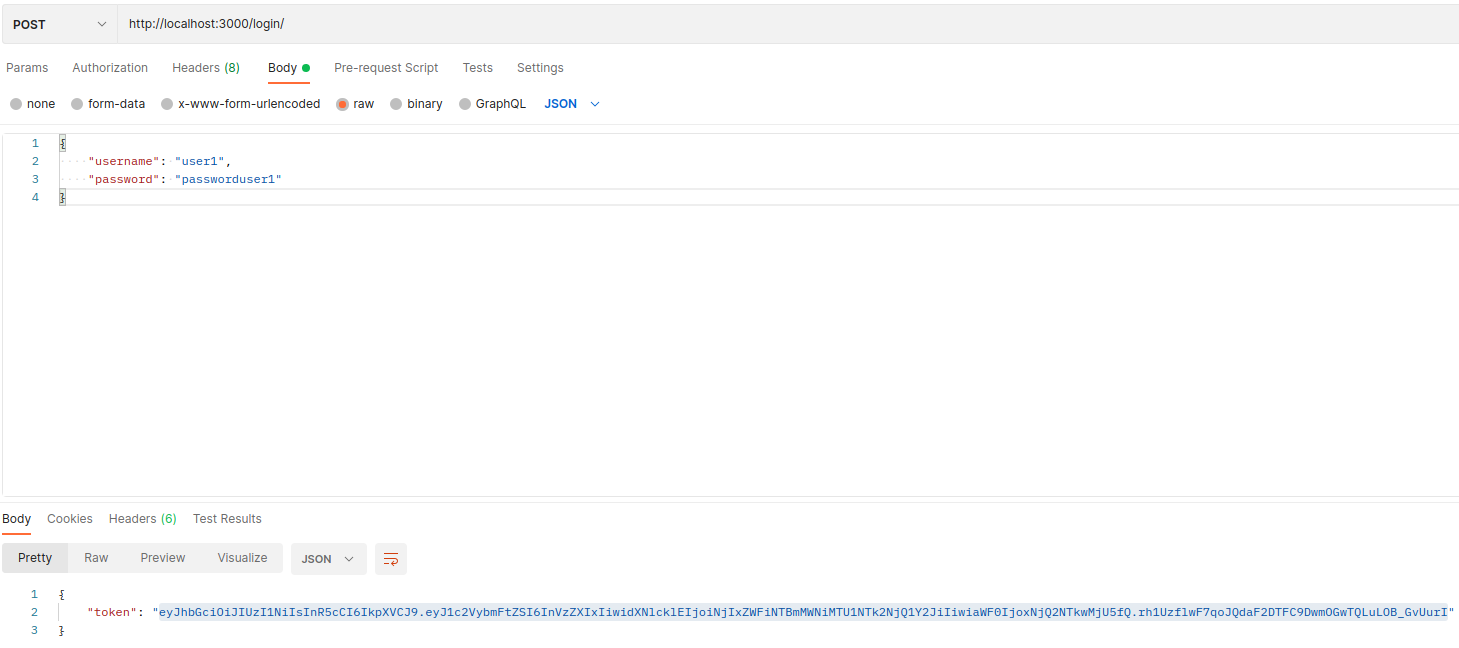 POST http://localhost:3000/login/
Params Authorization Headers (8) Body Pre-request Script Tests Settings
none form-data x-www-form-urlencoded raw binary GraphQL JSON
1 {
2 "username": "user1",
3 "password": "passworduser1"
4 }
Body Cookies Headers (6) Test Results
Pretty Raw Preview Visualize JSON
1 {
2 "token": "eyJhbGciOiJIUzI1NiIsInR5cCI6IkpXVCJ9.eyJ1c2VybmFtZSI6InVzZXIxIiwidXNlcklEIjoiNjIxZWFiNTBmMWNiMTU1NTk2NjQ1Y2JiIiwiaWF0IjoxNjQ2NTkwMjU5fQ.rh1UzflwF7qoJQdaF2DTFC9DwmOGwTQLuLOB_GvUurI"
3 }